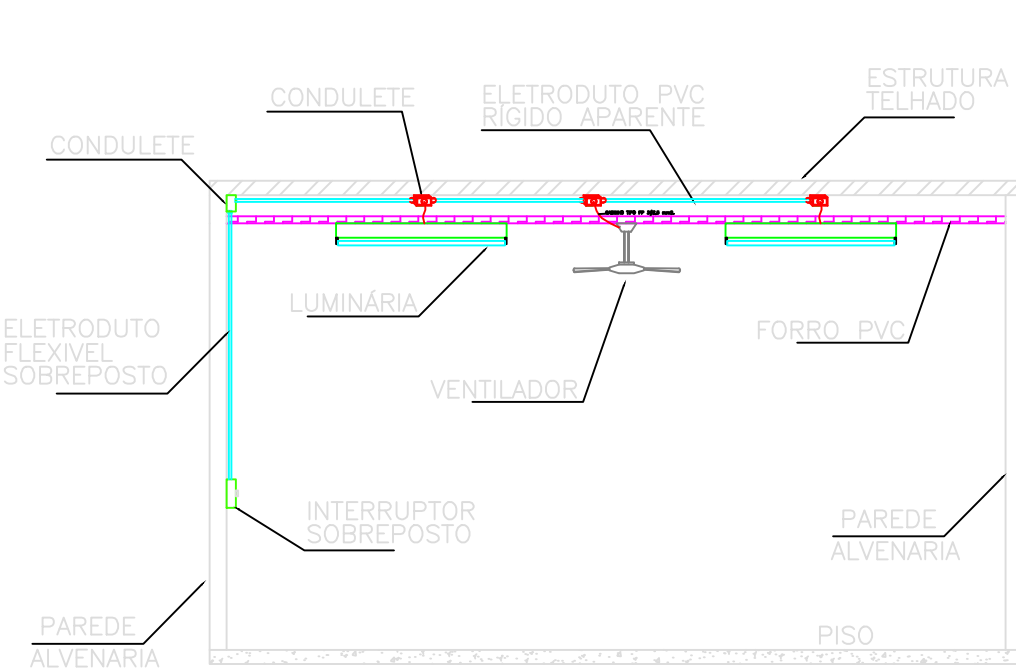 ESTRUTURA
TELHADO
CONDULETE
ELETRODUTO PVC
RÍGIDO APARENTE
CONDULETE
LUMINÁRIA
ELETRODUTO
FLEXIVEL
SOBREPOSTO
FORRO PVC
VENTILADOR
INTERRUPTOR
SOBREPOSTO
PAREDE
ALVENARIA
PAREDE
ALVENARIA
PISO